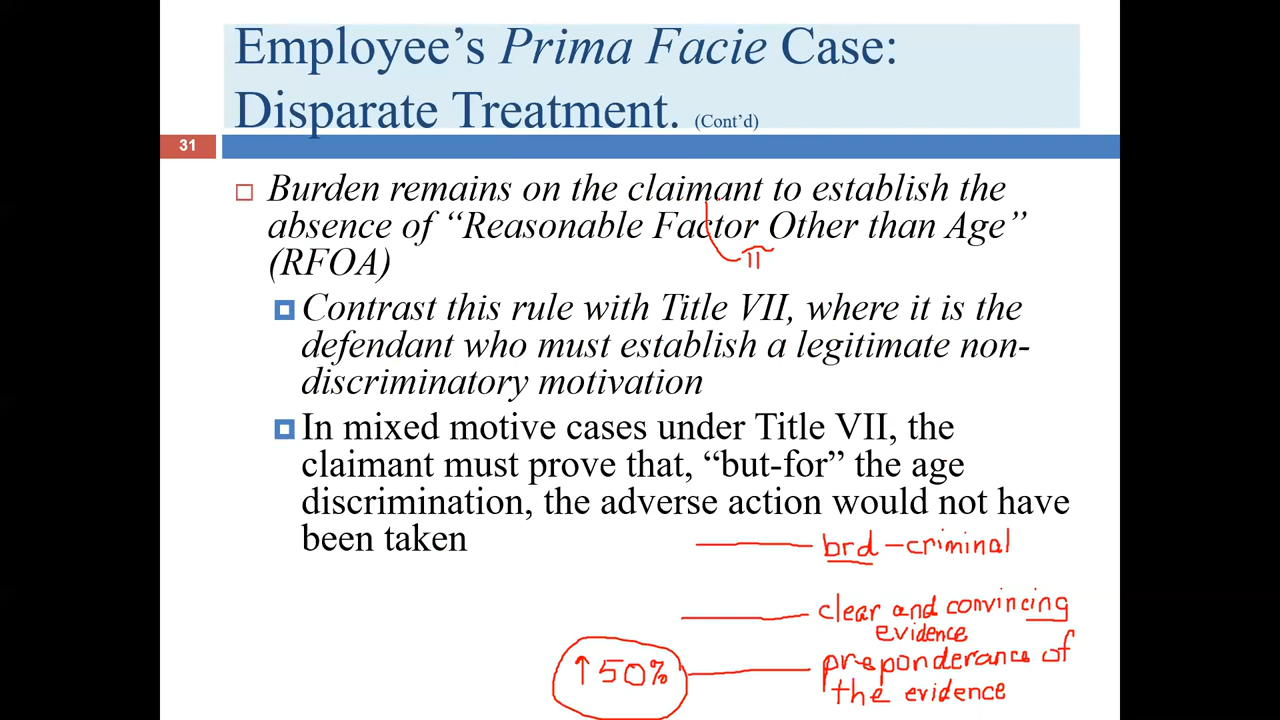 Employee’s Prima Facie Case:
Disparate Treatment. (Cont’d)
31
Burden remains on the claimant to establish the
absence of “Reasonable Factor Other than Age”
(RFOA)
π
Contrast this rule with Title VII, where it is the
defendant who must establish a legitimate non-
discriminatory motivation
In mixed motive cases under Title VII, the
claimant must prove that, “but-for” the age
discrimination, the adverse action would not have
been taken
brd – criminal
clear and convincing
evidence
↑50%
preponderance of
the evidence